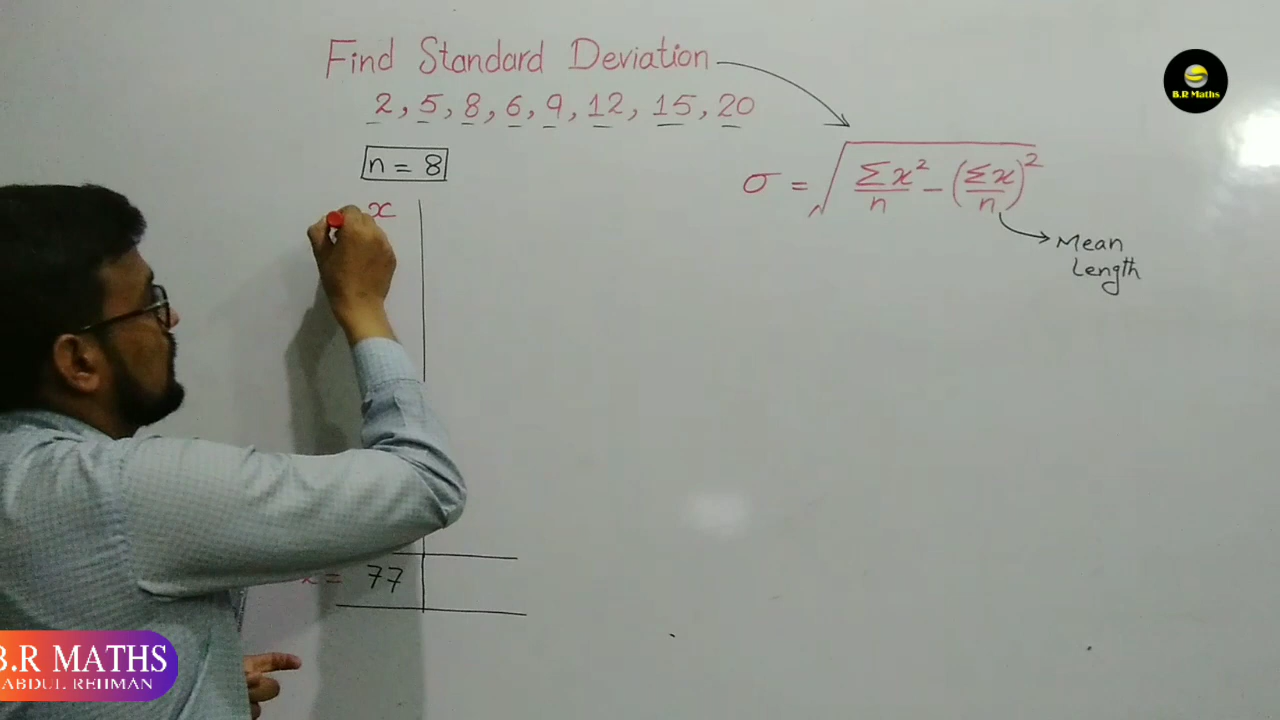 Find Standard Deviation
2, 5, 8, 6, 9, 12, 15, 20
n = 8
σ = √(Σx²/n − (Σx/n)²)
Mean
Length
x
x = 77
B.R Maths
B.R MATHS
ABDUL REHMAN